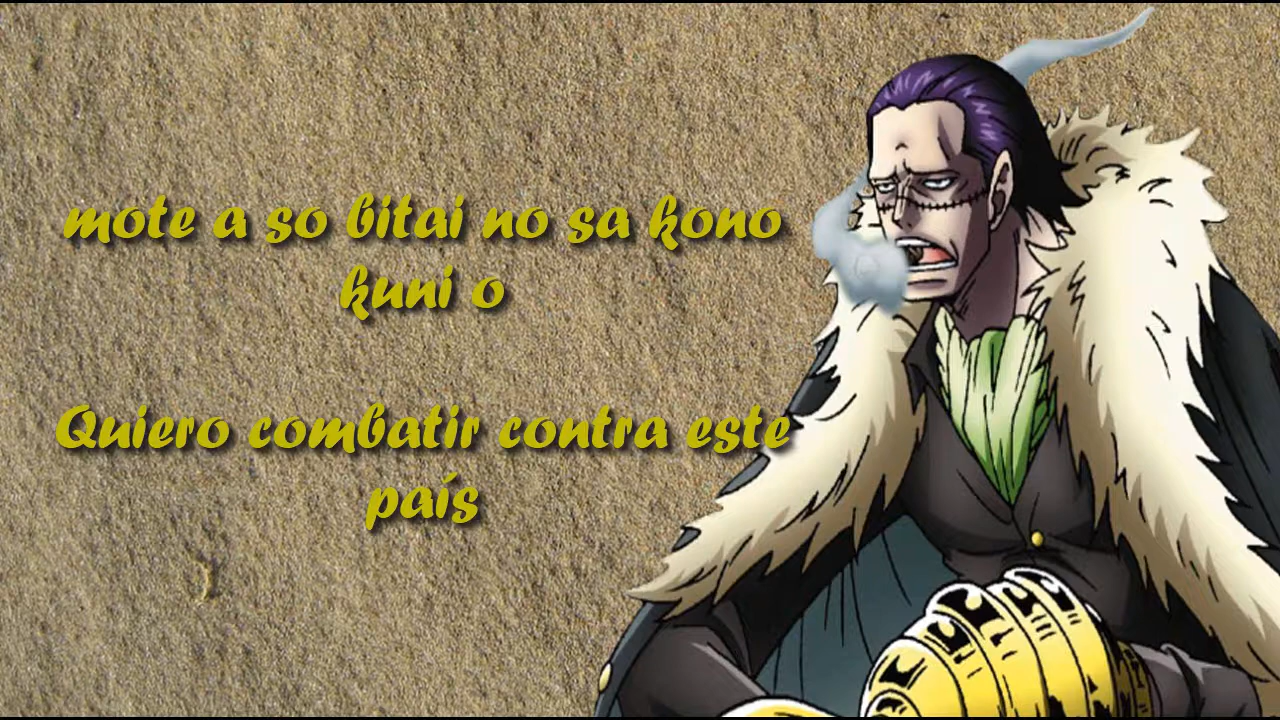 mote a so bitai no sa kono
kuni o
Quiero combatir contra este
país